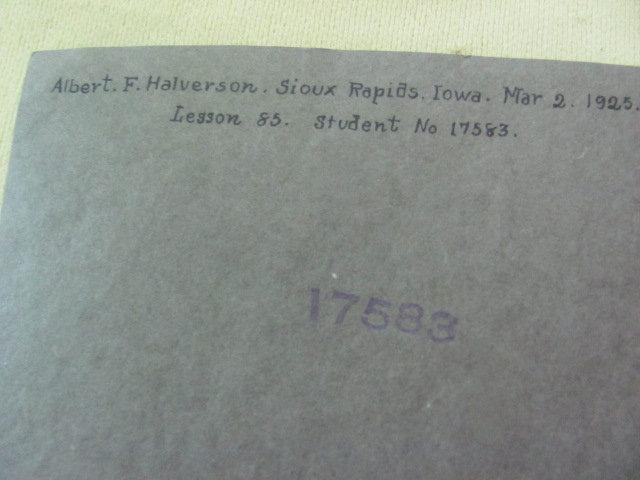 Albert. F. Halverson. Sioux Rapids. Iowa. Mar 2. 1925.
Lesson 85. Student No 17583.
17583